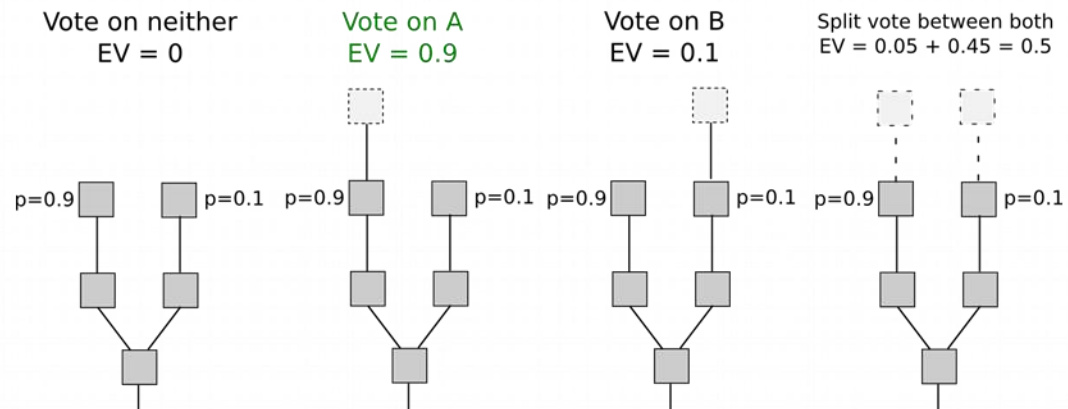 Vote on neither
EV = 0
Vote on A
EV = 0.9
Vote on B
EV = 0.1
Split vote between both
EV = 0.05 + 0.45 = 0.5
p=0.9
p=0.1
p=0.9
p=0.1
p=0.9
p=0.1
p=0.9
p=0.1